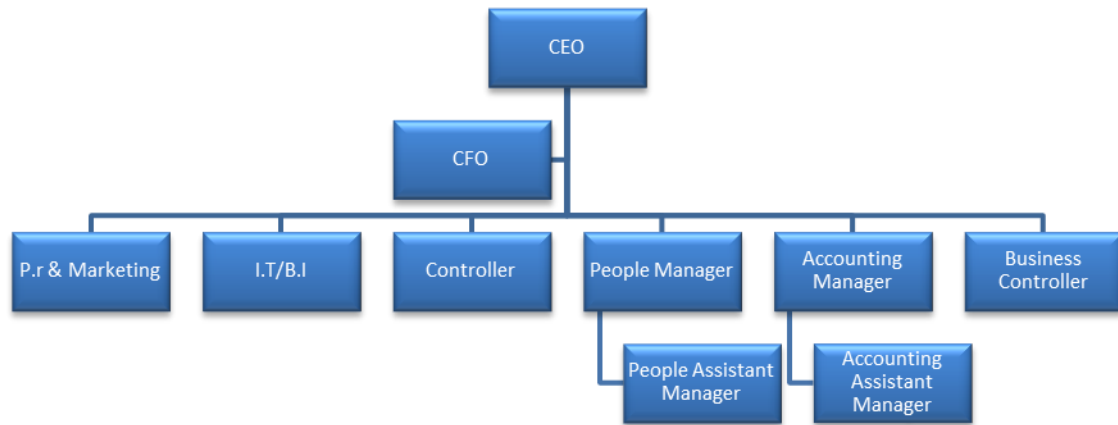 CEO
CFO
P.r & Marketing
I.T/B.I
Controller
People Manager
Accounting
Manager
Business
Controller
People Assistant
Manager
Accounting
Assistant
Manager